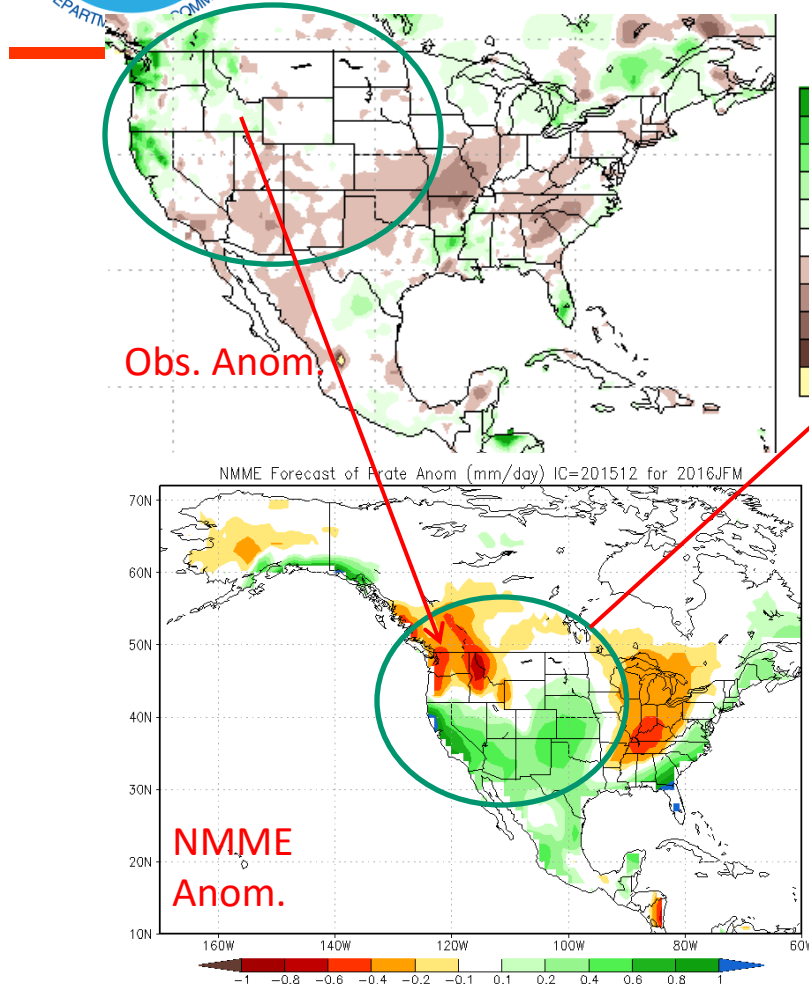 Obs. Anom.
NMME Forecast of Prate Anom (mm/day) IC=201512 for 2016JFM
70N
60N
50N
40N
30N
20N
10N
NMME
Anom.
160W 140W 120W 100W 80W 60W
-1 -0.8 -0.6 -0.4 -0.2 -0.1 0.1 0.2 0.4 0.6 0.8 1